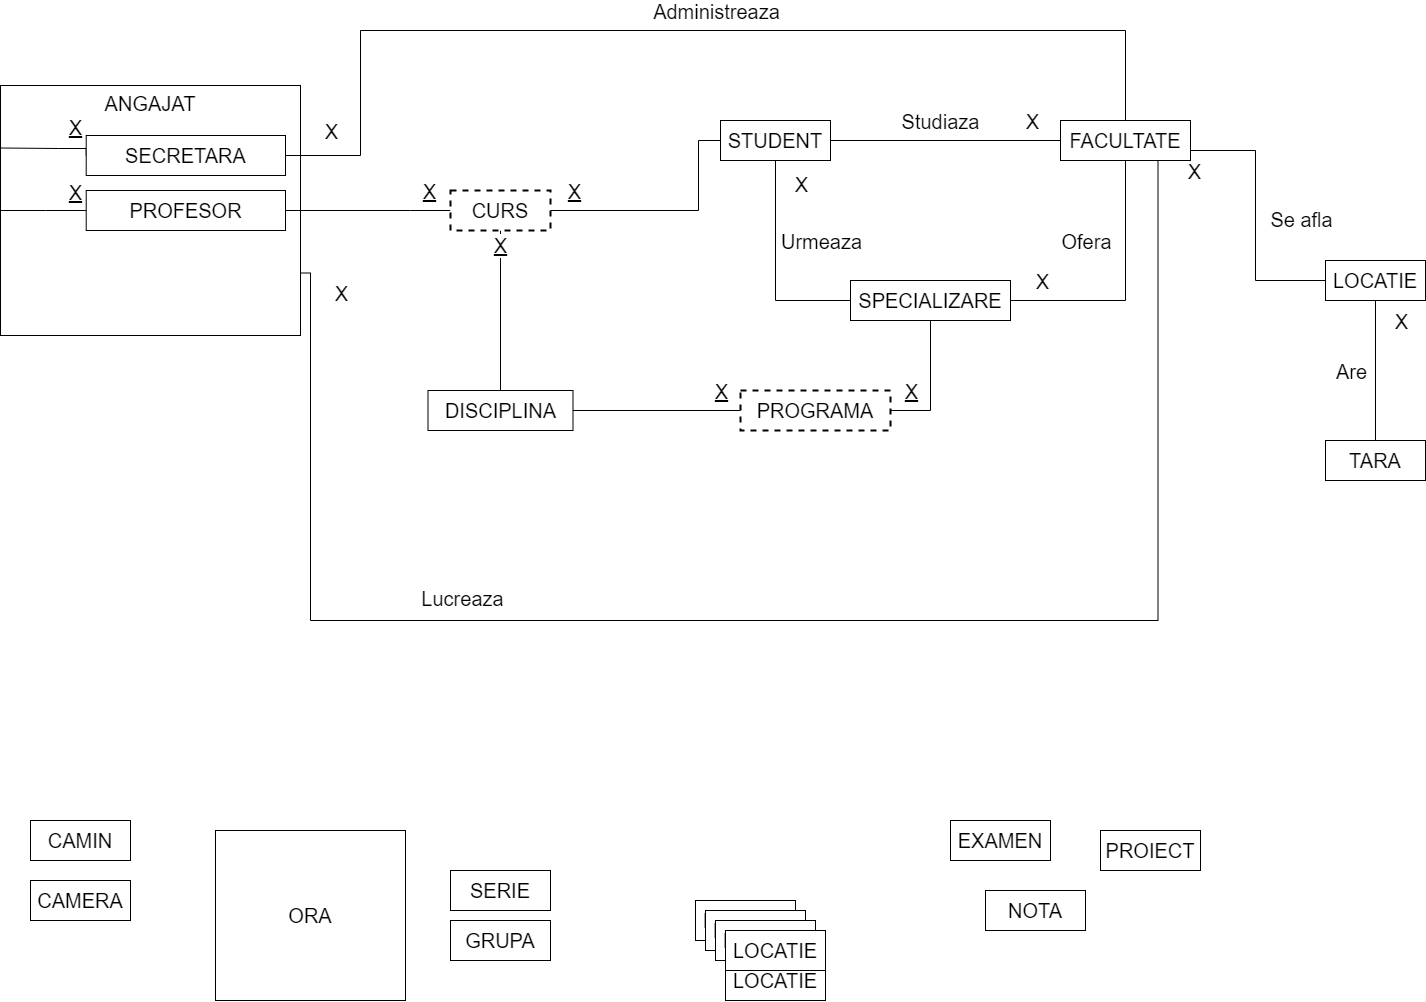 Administreaza
ANGAJAT
X
SECRETARA
X
X
PROFESOR
X
X
CURS
X
X
STUDENT
Studiaza
X
FACULTATE
X
X
Urmeaza
Ofera
Se afla
SPECIALIZARE
X
LOCATIE
X
Are
DISCIPLINA
X
PROGRAMA
X
TARA
Lucreaza
CAMIN
CAMERA
ORA
SERIE
GRUPA
LOCATIE
LOCATIE
EXAMEN
PROIECT
NOTA